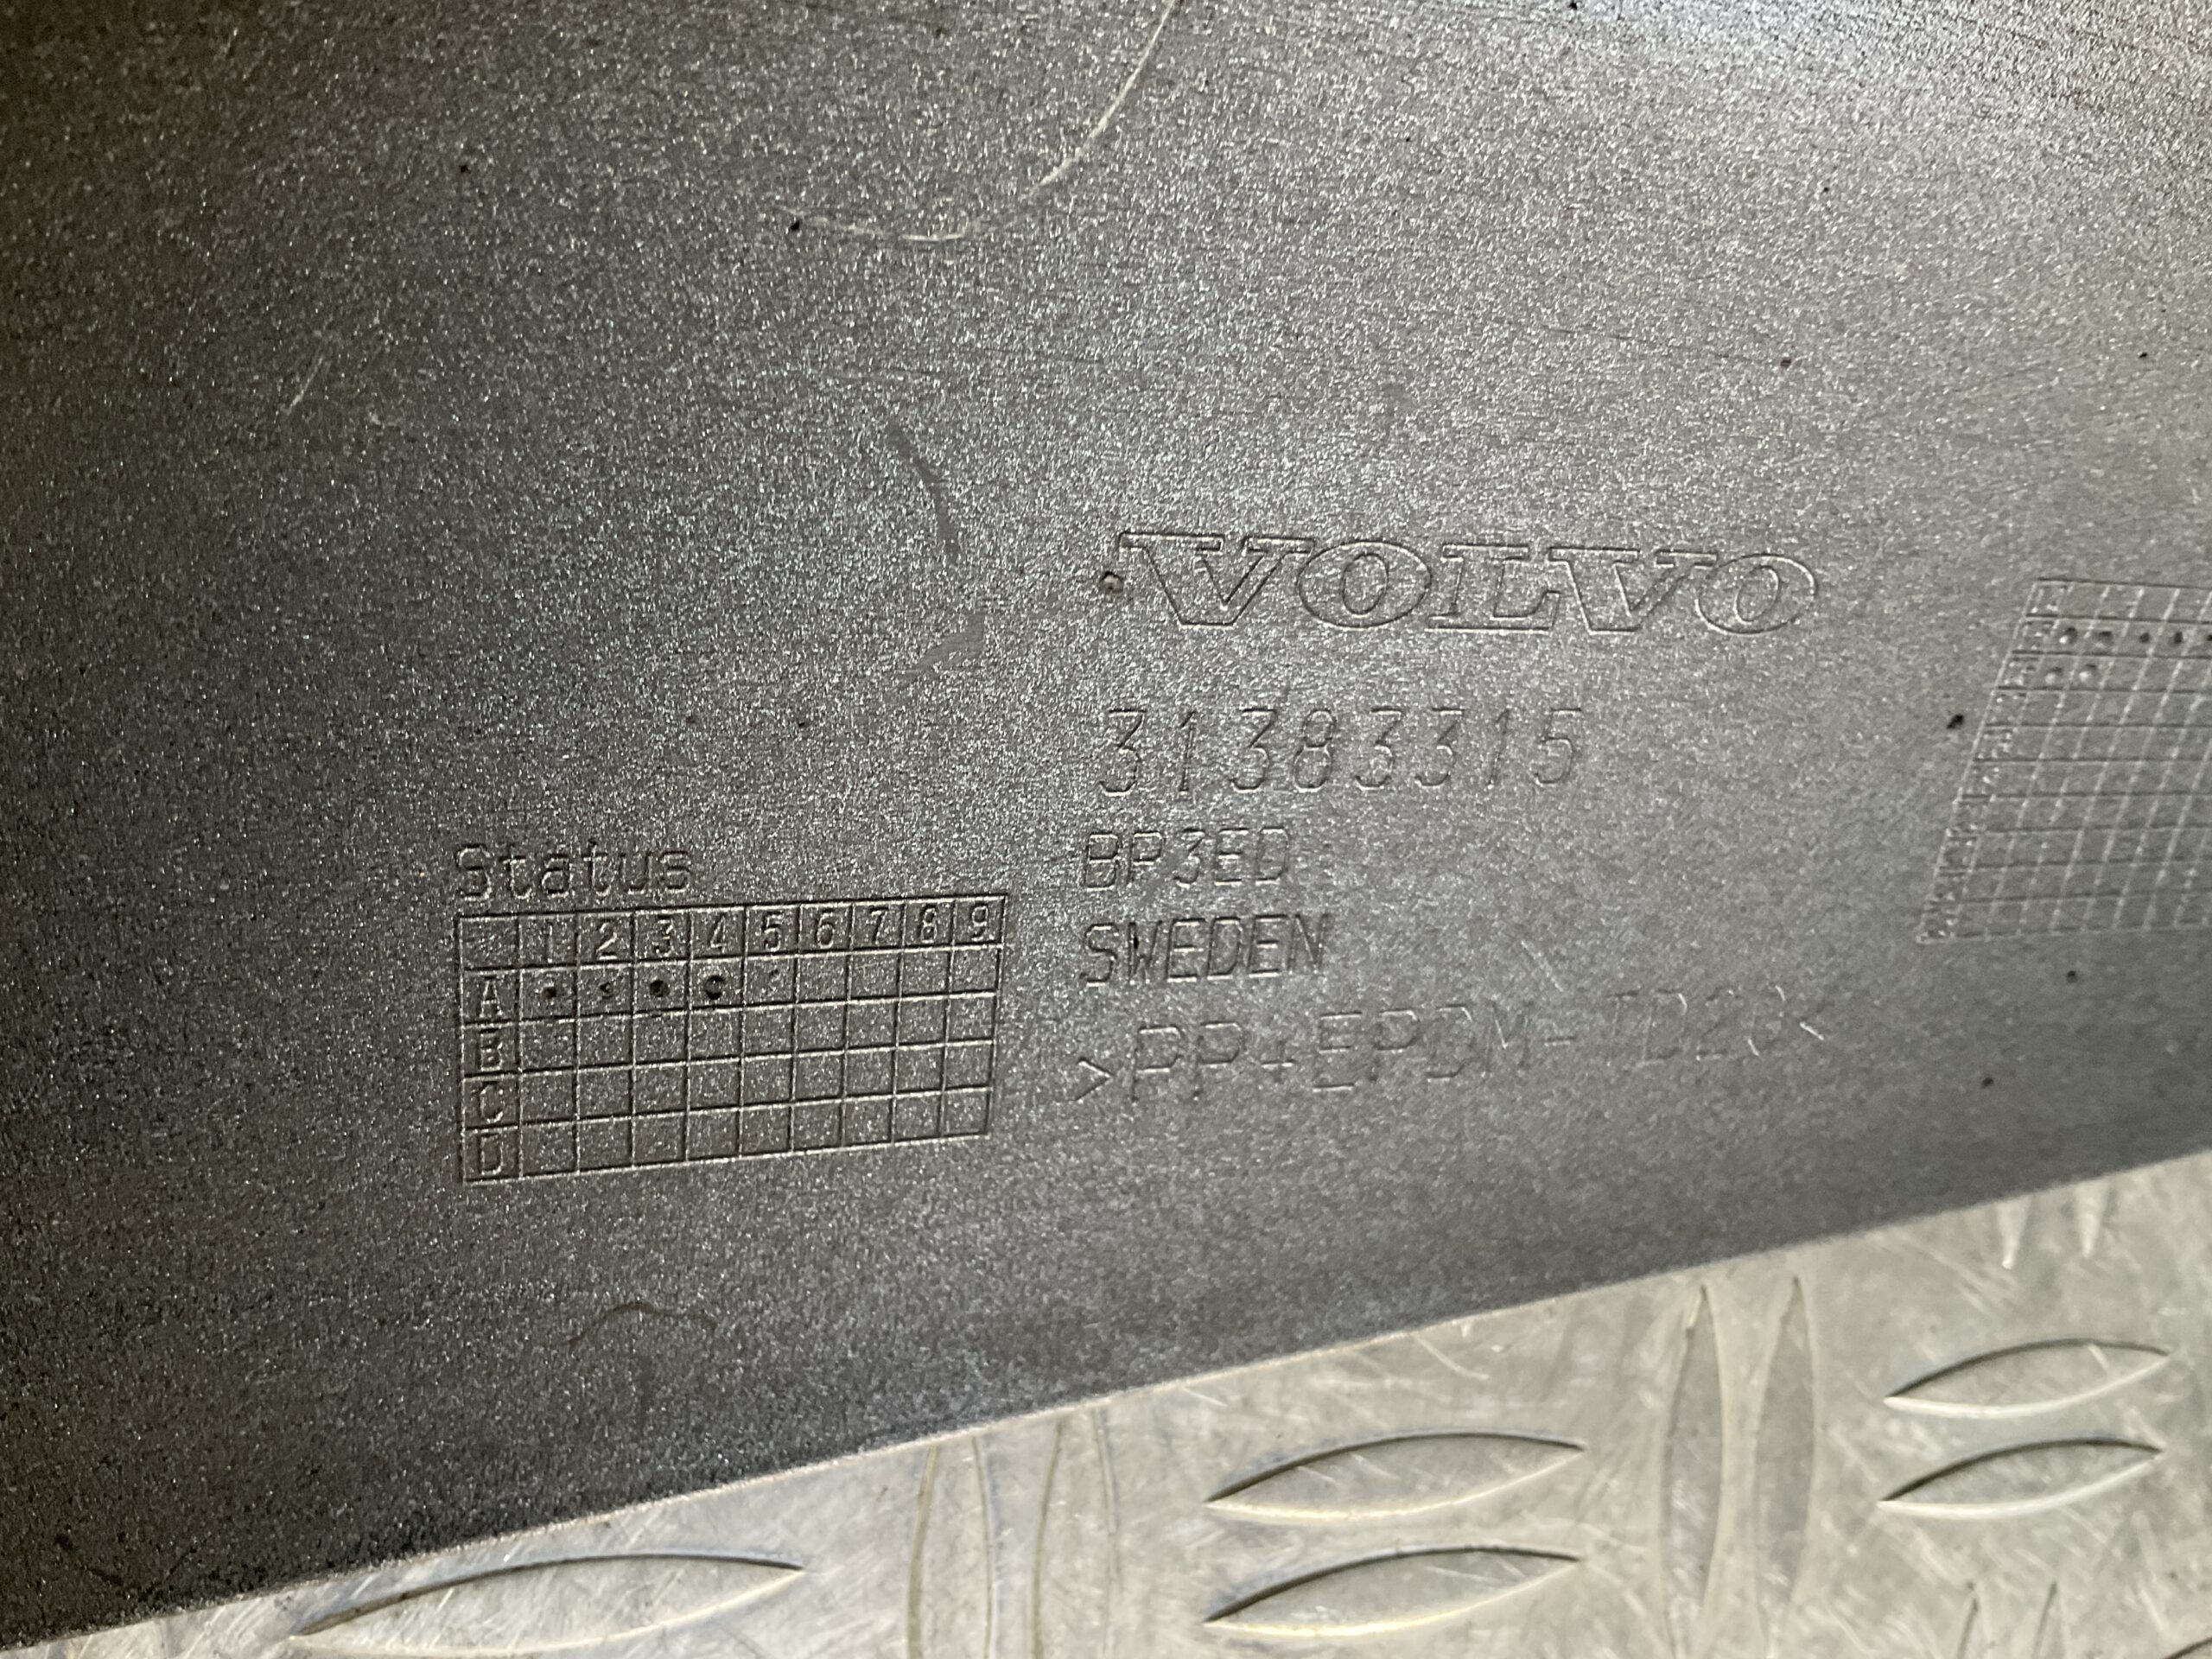 VOLVO
31383315
BP3ED
SWEDEN
>PP+EPDM-TD20<
Status
1 2 3 4 5 6 7 8 9
A
B
C
D